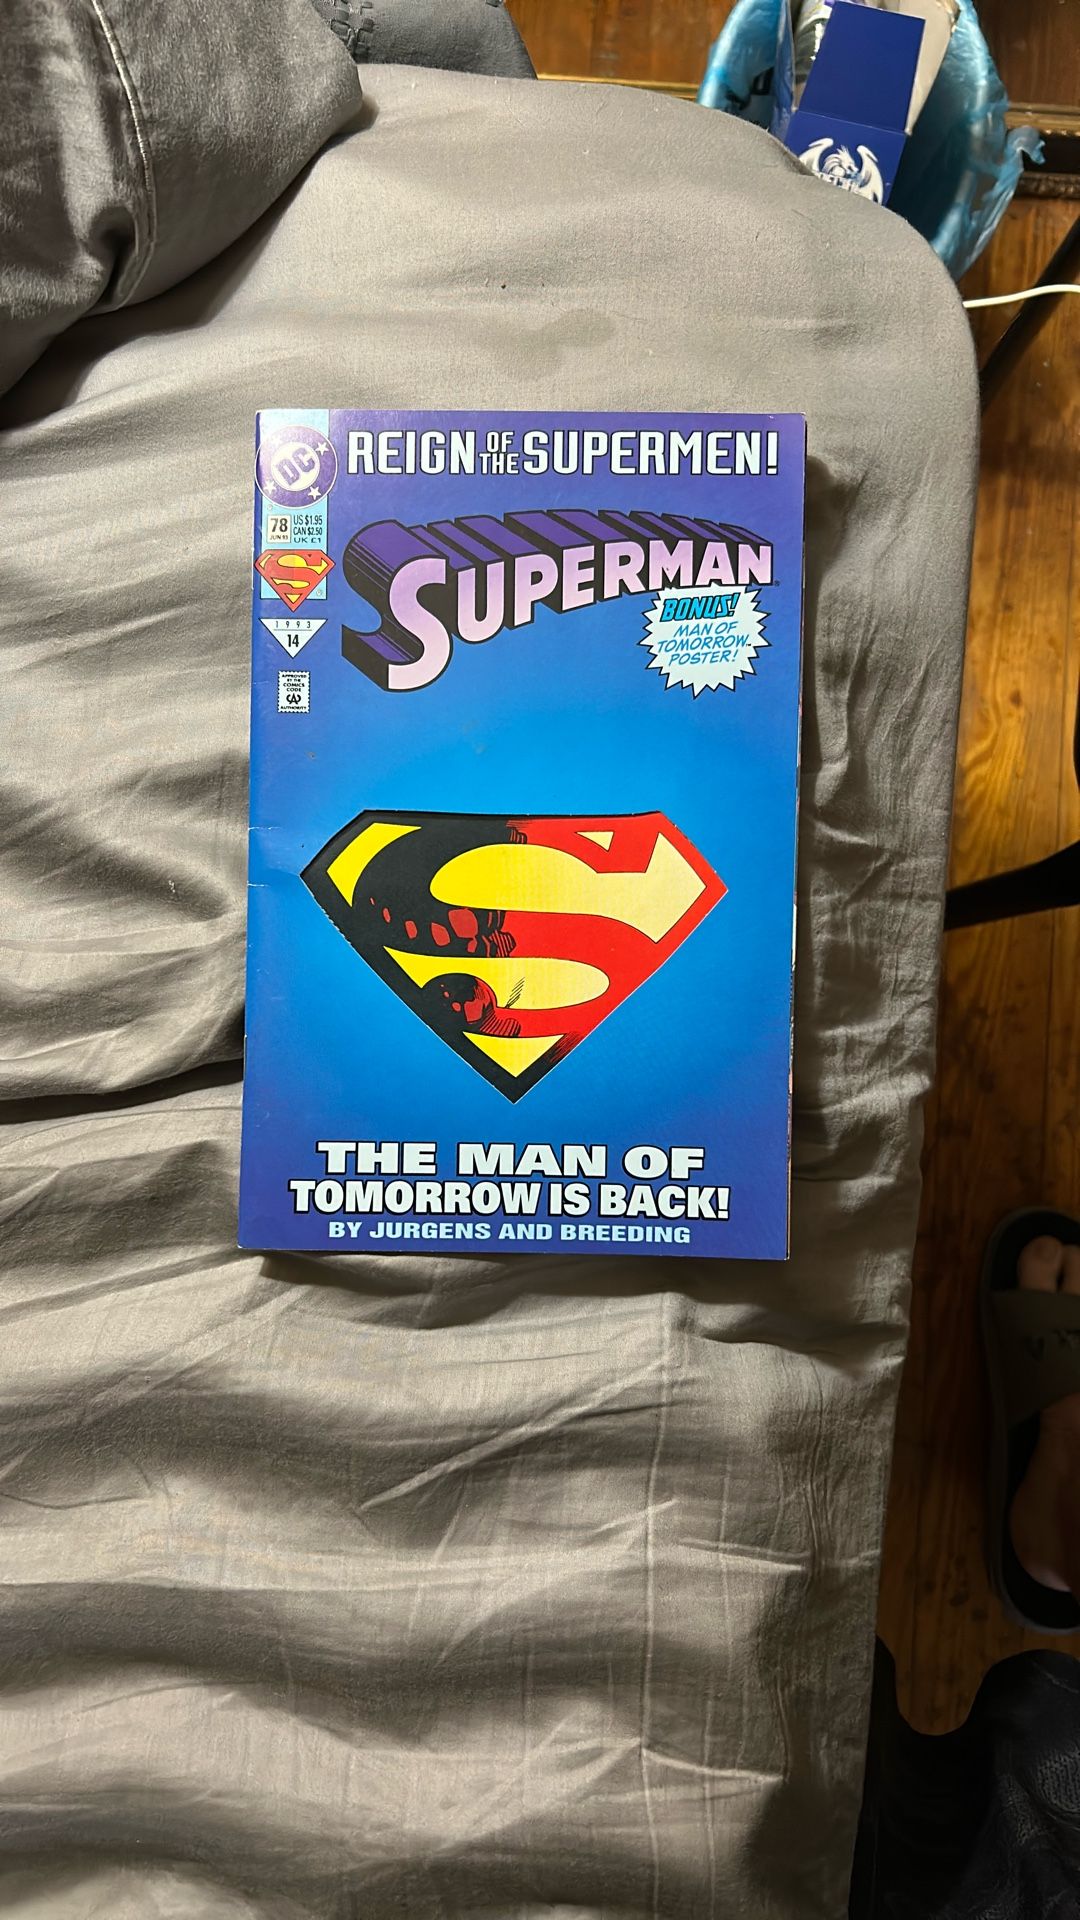 REIGN OF THE SUPERMEN!
DC
78
JUN 93
US $1.95
CAN $2.50
UK £1
SUPERMAN
BONUS!
MAN OF
TOMORROW™
POSTER!
1993
14
APPROVED
BY THE
COMICS
CODE
CA
AUTHORITY
THE MAN OF
TOMORROW IS BACK!
BY JURGENS AND BREEDING